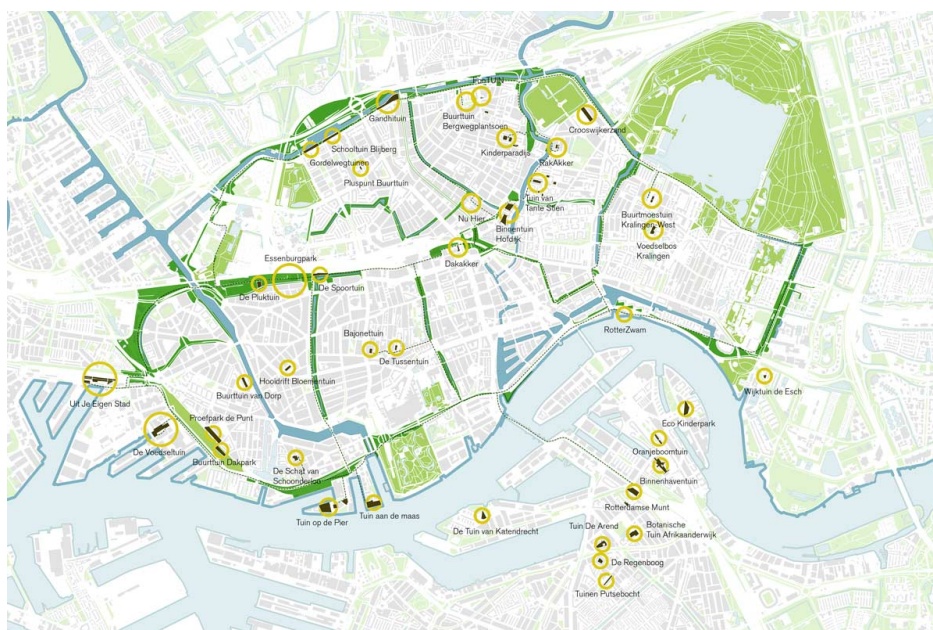 FunTUIN
Gandhituin
Buurttuin
Bergwegplantsoen
Crooswijkerzand
Schooltuin Blijberg
Kinderparadijs
Gordelwegtuinen
RakAkker
Pluspunt Buurttuin
Tuin van
Tante Stien
Nu Hier
Buurtmoestuin
Kralingen-West
Binnentuin
Hofdijk
Voedselbos
Kralingen
Essenburgpark
Dakakker
De Spoortuin
De Pluktuin
RotterZwam
Bajonettuin
De Tussentuin
Hooidrift Bloementuin
Wijktuin de Esch
Uit Je Eigen Stad
Buurttuin van Dorp
Proefpark de Punt
Eco Kinderpark
De Voedseltuin
Oranjeboomtuin
Buurttuin Dakpark
De Schat van
Schoonderloo
Binnenhaventuin
Rotterdamse Munt
Tuin op de Pier
Tuin aan de maas
De Tuin van Katendrecht
Tuin De Arend
Botanische
Tuin Afrikaanderwijk
De Regenboog
Tuinen Putsebocht